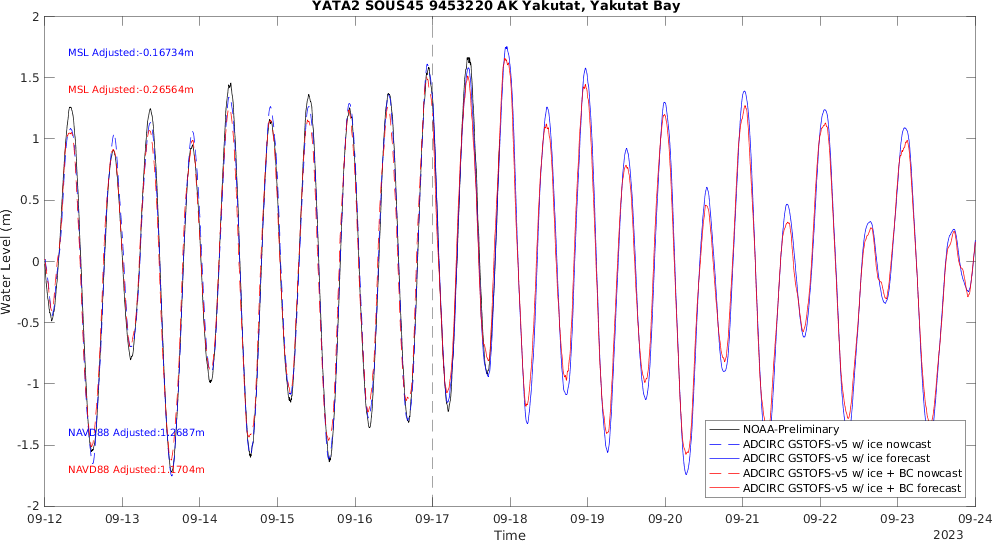 YATA2 SOUS45 9453220 AK Yakutat, Yakutat Bay
2
1.5
1
0.5
0
-0.5
-1
-1.5
-2
Water Level (m)
MSL Adjusted:-0.16734m
MSL Adjusted:-0.26564m
NAVD88 Adjusted:1.2687m
NAVD88 Adjusted:1.1704m
NOAA-Preliminary
ADCIRC GSTOFS-v5 w/ ice nowcast
ADCIRC GSTOFS-v5 w/ ice forecast
ADCIRC GSTOFS-v5 w/ ice + BC nowcast
ADCIRC GSTOFS-v5 w/ ice + BC forecast
09-12 09-13 09-14 09-15 09-16 09-17 09-18 09-19 09-20 09-21 09-22 09-23 09-24
Time
2023